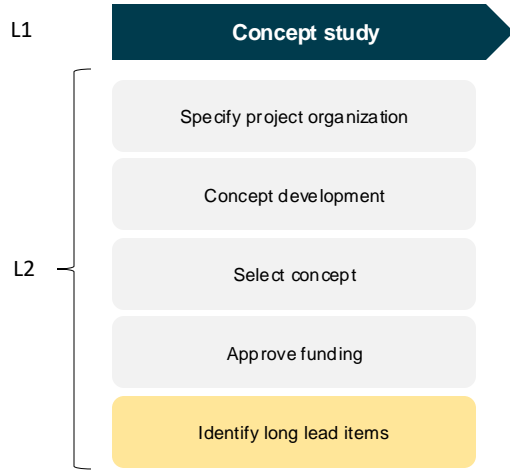 L1
Concept study
Specify project organization
Concept development
L2
Select concept
Approve funding
Identify long lead items